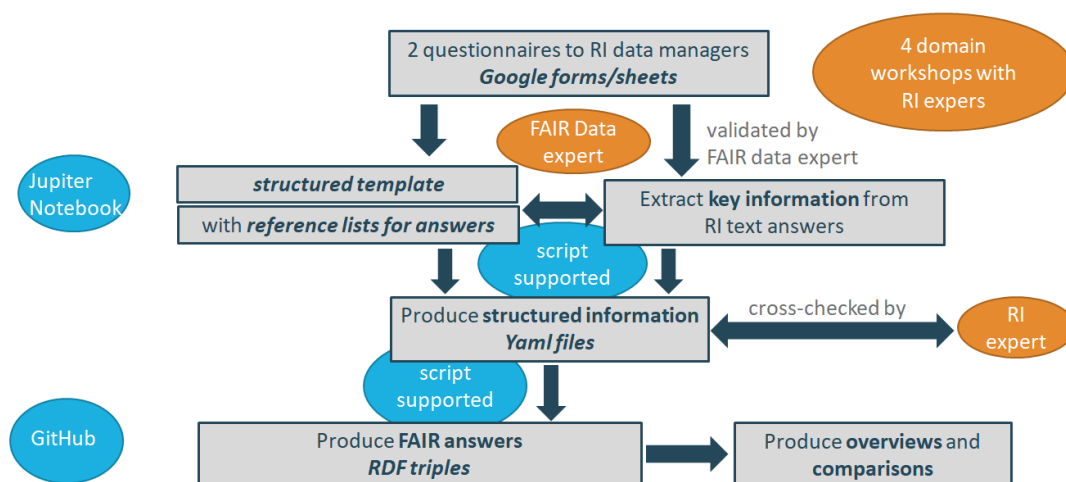 2 questionnaires to RI data managers
Google forms/sheets
4 domain
workshops with
RI expers
FAIR Data
expert
validated by
FAIR data expert
Jupiter
Notebook
structured template
with reference lists for answers
Extract key information from
RI text answers
script
supported
Produce structured information
Yaml files
cross-checked by
RI
expert
script
supported
GitHub
Produce FAIR answers
RDF triples
Produce overviews and
comparisons